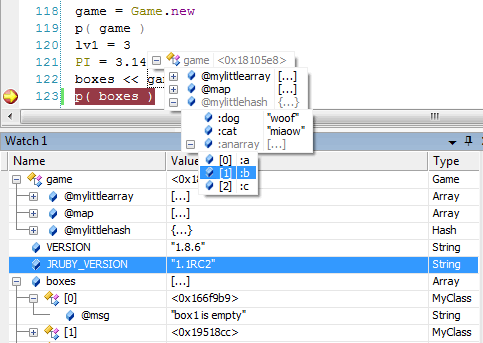 118 game = Game.new
119 p( game )
120 lv1 = 3
121 PI = 3.14
122 boxes << gam
123 p( boxes )
game <0x18105e8>
@mylittlearray [...]
@map [...]
@mylittlehash {...}
:dog "woof"
:cat "miaow"
:anarray [...]
[0] :a
[1] :b
[2] :c
Watch 1
Name Value Type
game <0x18 Game
@mylittlearray [...] Array
@map [...] Array
@mylittlehash {...} Hash
VERSION "1.8.6" String
JRUBY_VERSION "1.1RC2" String
boxes [...] Array
[0] <0x166f9b9> MyClass
@msg "box1 is empty" String
[1] <0x19518cc> MyClass